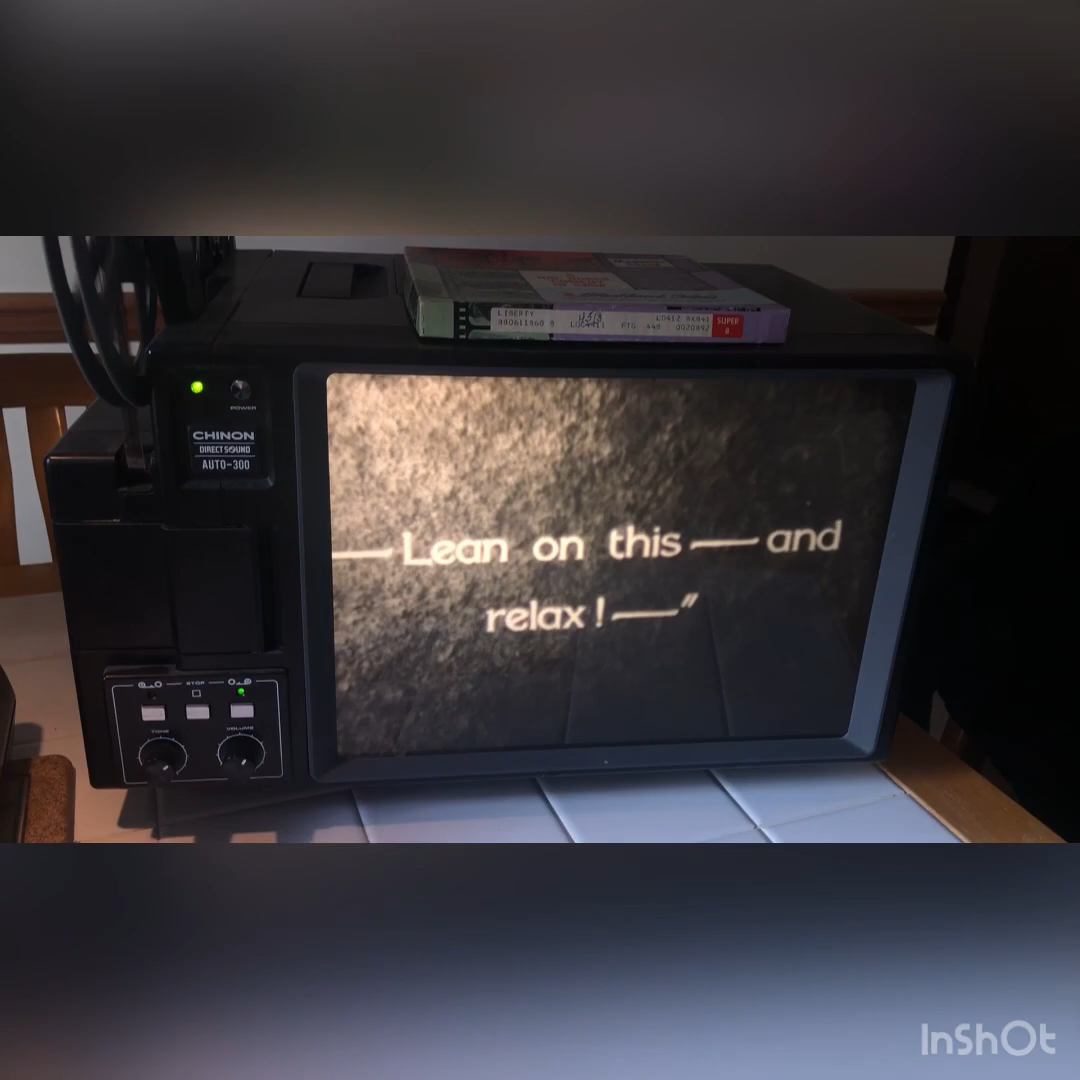 LIBERTY
SUPER
8
POWER
CHINON
DIRECT SOUND
AUTO-300
— Lean on this — and
relax! —"
STOP
TONE
VOLUME
InShOt